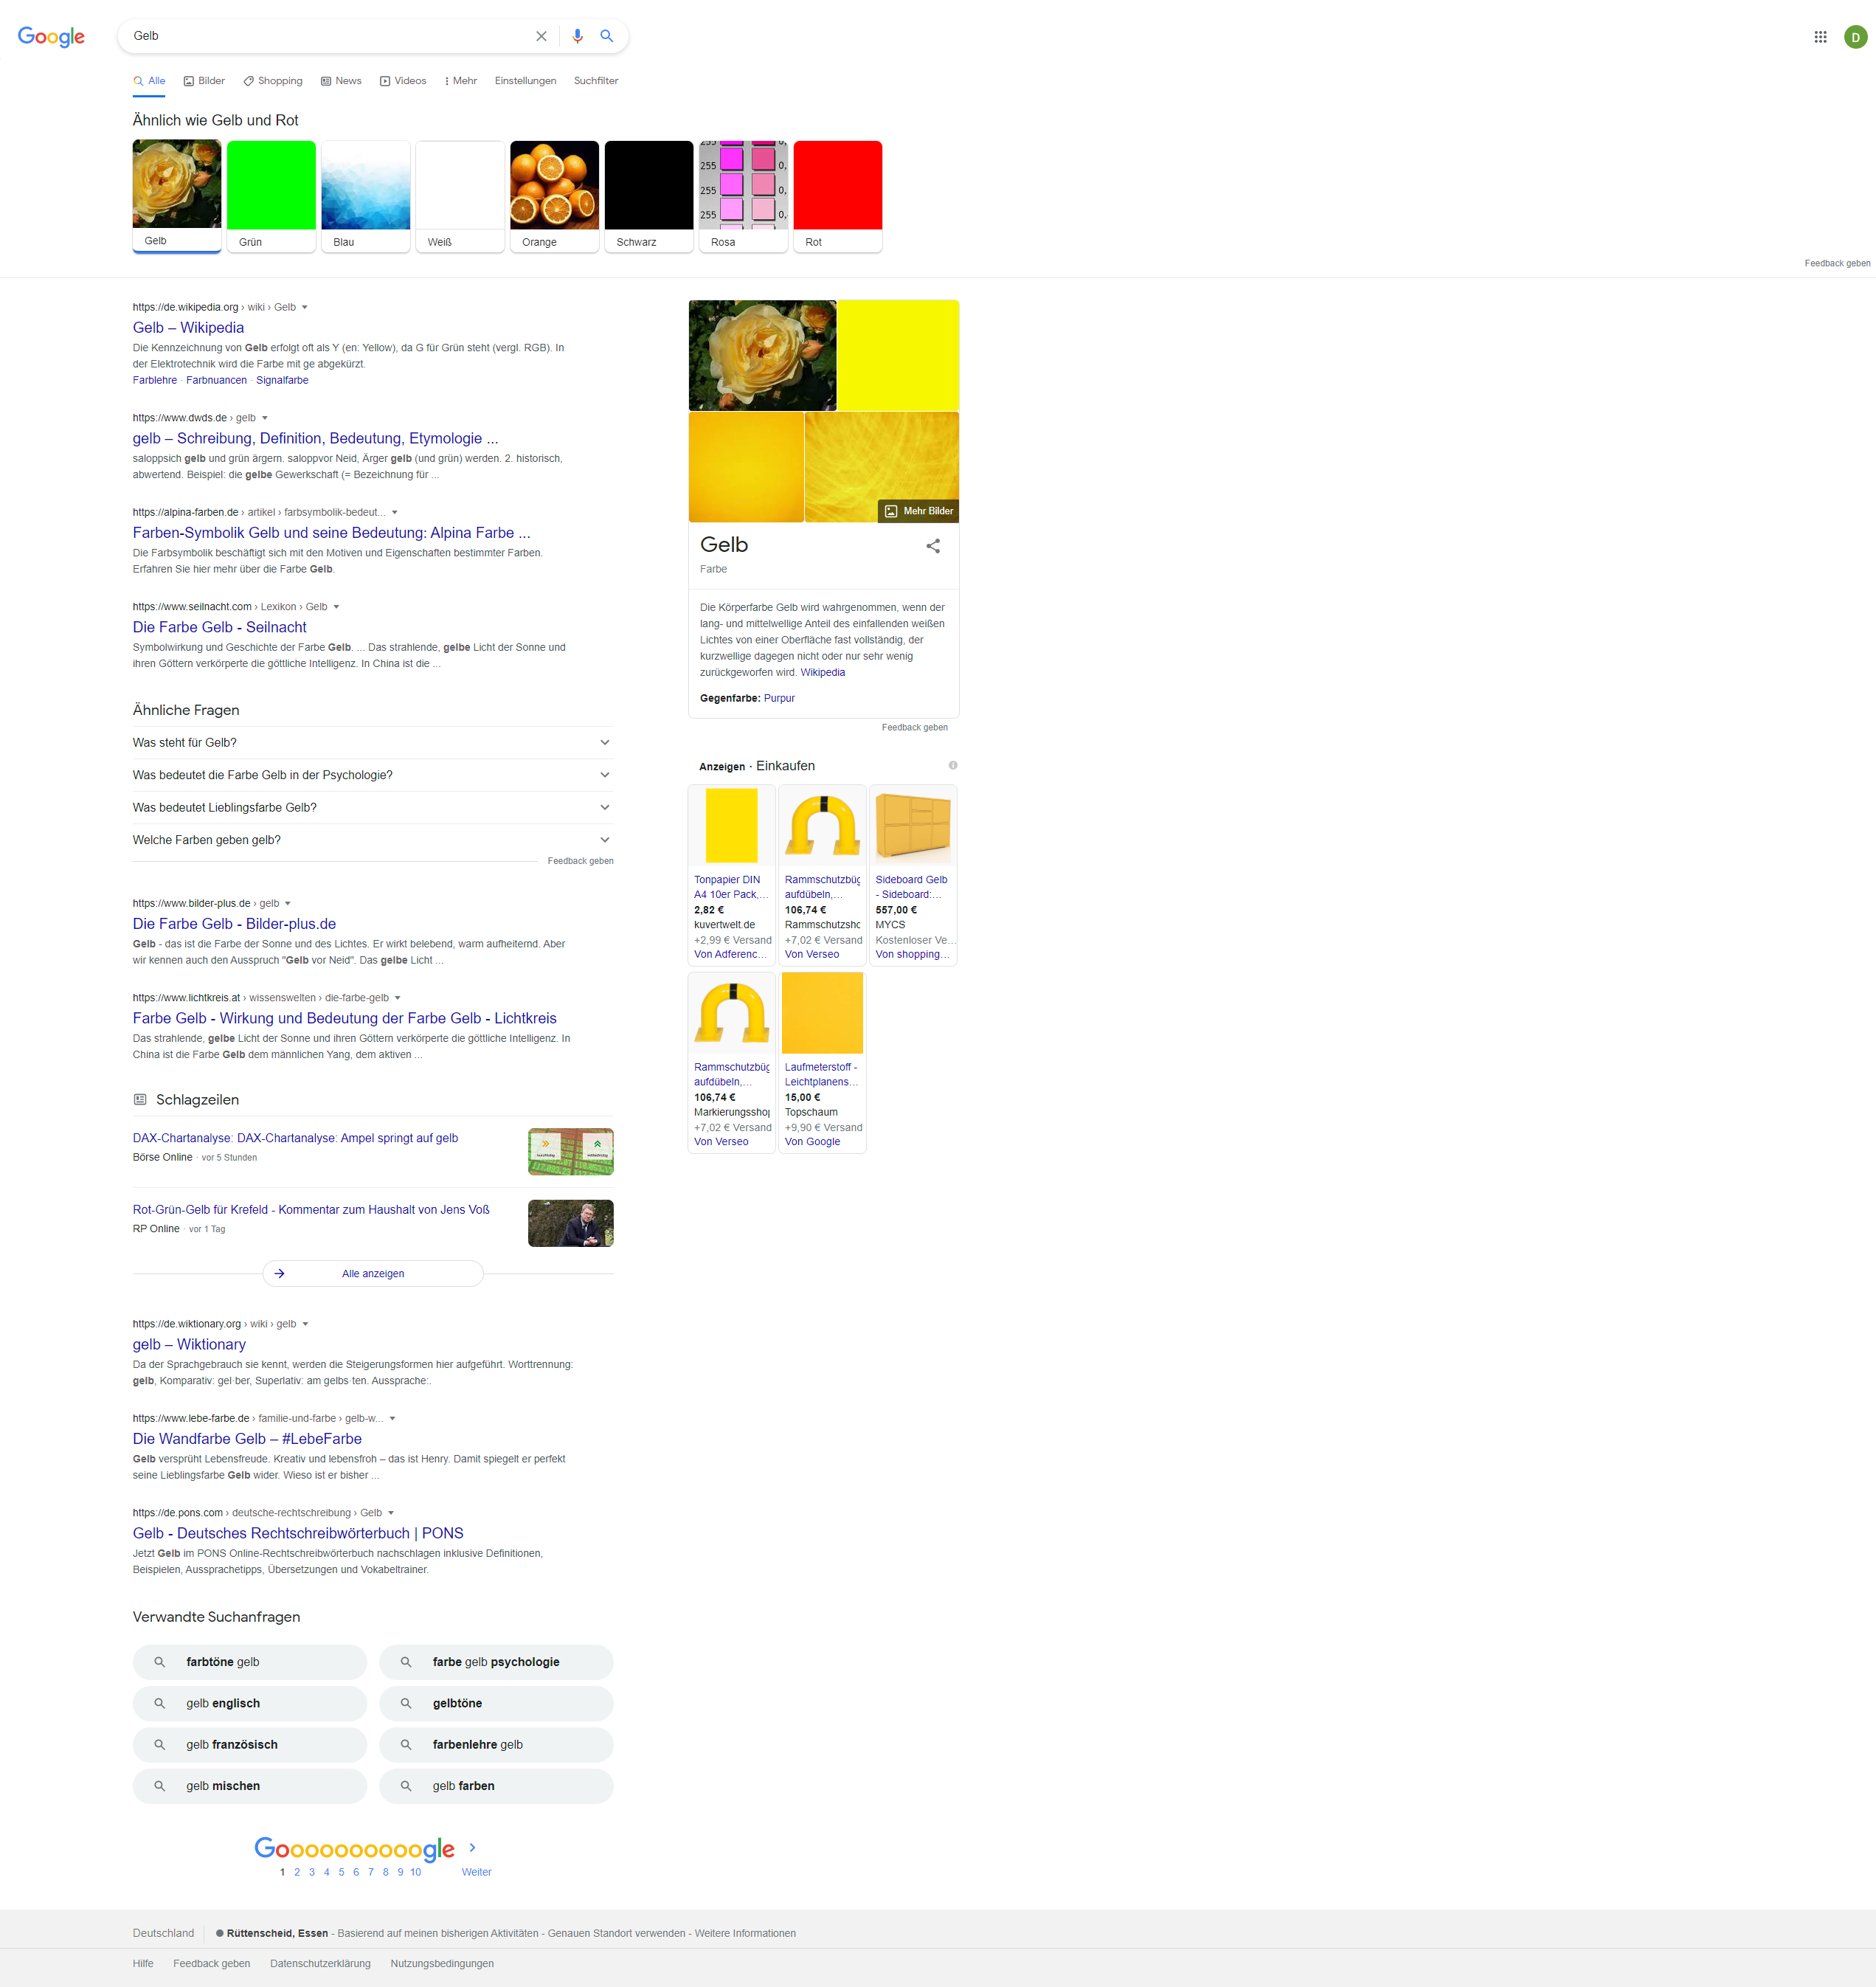 Google
Gelb
D
Alle Bilder Shopping News Videos Mehr Einstellungen Suchfilter
Ähnlich wie Gelb und Rot
255
255
255
0,
0,
0,
Gelb Grün Blau Weiß Orange Schwarz Rosa Rot
Feedback geben
https://de.wikipedia.org › wiki › Gelb
Gelb – Wikipedia
Die Kennzeichnung von Gelb erfolgt oft als Y (en: Yellow), da G für Grün steht (vergl. RGB). In
der Elektrotechnik wird die Farbe mit ge abgekürzt.
Farblehre · Farbnuancen · Signalfarbe
https://www.dwds.de › gelb
gelb – Schreibung, Definition, Bedeutung, Etymologie ...
saloppsich gelb und grün ärgern. saloppvor Neid, Ärger gelb (und grün) werden. 2. historisch,
abwertend. Beispiel: die gelbe Gewerkschaft (= Bezeichnung für ...
https://alpina-farben.de › artikel › farbsymbolik-bedeut...
Farben-Symbolik Gelb und seine Bedeutung: Alpina Farbe ...
Die Farbsymbolik beschäftigt sich mit den Motiven und Eigenschaften bestimmter Farben.
Erfahren Sie hier mehr über die Farbe Gelb.
https://www.seilnacht.com › Lexikon › Gelb
Die Farbe Gelb - Seilnacht
Symbolwirkung und Geschichte der Farbe Gelb. ... Das strahlende, gelbe Licht der Sonne und
ihren Göttern verkörperte die göttliche Intelligenz. In China ist die ...
Ähnliche Fragen
Was steht für Gelb?
Was bedeutet die Farbe Gelb in der Psychologie?
Was bedeutet Lieblingsfarbe Gelb?
Welche Farben geben gelb?
Feedback geben
https://www.bilder-plus.de › gelb
Die Farbe Gelb - Bilder-plus.de
Gelb - das ist die Farbe der Sonne und des Lichtes. Er wirkt belebend, warm aufheiternd. Aber
wir kennen auch den Ausspruch "Gelb vor Neid". Das gelbe Licht ...
https://www.lichtkreis.at › wissenswelten › die-farbe-gelb
Farbe Gelb - Wirkung und Bedeutung der Farbe Gelb - Lichtkreis
Das strahlende, gelbe Licht der Sonne und ihren Göttern verkörperte die göttliche Intelligenz. In
China ist die Farbe Gelb dem männlichen Yang, dem aktiven ...
Schlagzeilen
DAX-Chartanalyse: DAX-Chartanalyse: Ampel springt auf gelb
Börse Online · vor 5 Stunden
Rot-Grün-Gelb für Krefeld - Kommentar zum Haushalt von Jens Voß
RP Online · vor 1 Tag
Alle anzeigen
https://de.wiktionary.org › wiki › gelb
gelb – Wiktionary
Da der Sprachgebrauch sie kennt, werden die Steigerungsformen hier aufgeführt. Worttrennung:
gelb, Komparativ: gel·ber, Superlativ: am gelbs·ten. Aussprache:.
https://www.lebe-farbe.de › familie-und-farbe › gelb-w...
Die Wandfarbe Gelb – #LebeFarbe
Gelb versprüht Lebensfreude. Kreativ und lebensfroh – das ist Henry. Damit spiegelt er perfekt
seine Lieblingsfarbe Gelb wider. Wieso ist er bisher ...
https://de.pons.com › deutsche-rechtschreibung › Gelb
Gelb - Deutsches Rechtschreibwörterbuch | PONS
Jetzt Gelb im PONS Online-Rechtschreibwörterbuch nachschlagen inklusive Definitionen,
Beispielen, Aussprachetipps, Übersetzungen und Vokabeltrainer.
Verwandte Suchanfragen
farbtöne gelb
farbe gelb psychologie
gelb englisch
gelbtöne
gelb französisch
farbenlehre gelb
gelb mischen
gelb farben
Goooooooooogle
1 2 3 4 5 6 7 8 9 10 Weiter
Mehr Bilder
Gelb
Farbe
Die Körperfarbe Gelb wird wahrgenommen, wenn der
lang- und mittelwellige Anteil des einfallenden weißen
Lichtes von einer Oberfläche fast vollständig, der
kurzwellige dagegen nicht oder nur sehr wenig
zurückgeworfen wird. Wikipedia
Gegenfarbe: Purpur
Feedback geben
Anzeigen · Einkaufen
Tonpapier DIN
A4 10er Pack,...
2,82 €
kuvertwelt.de
+2,99 € Versand
Von Adferenc...
Rammschutzbüg
aufdübeln,...
106,74 €
Rammschutzsho
+7,02 € Versand
Von Verseo
Sideboard Gelb
- Sideboard:...
557,00 €
MYCS
Kostenloser Ve...
Von shopping...
Rammschutzbüg
aufdübeln,...
106,74 €
Markierungsshop
+7,02 € Versand
Von Verseo
Laufmeterstoff -
Leichtplanens...
15,00 €
Topschaum
+9,90 € Versand
Von Google
Deutschland Rüttenscheid, Essen - Basierend auf meinen bisherigen Aktivitäten - Genauen Standort verwenden - Weitere Informationen
Hilfe Feedback geben Datenschutzerklärung Nutzungsbedingungen